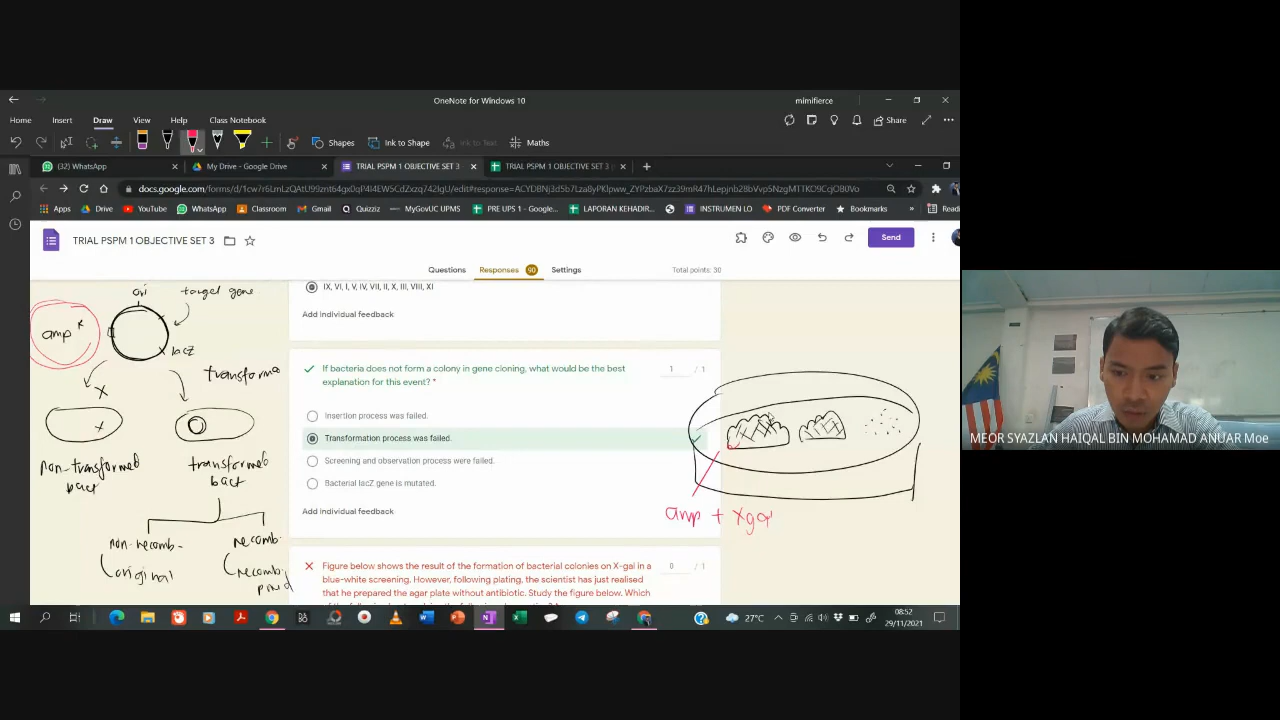 OneNote for Windows 10
mimifierce
Home Insert Draw View Help Class Notebook
Share
Shapes Ink to Shape Ink to Text Maths
(32) WhatsApp
My Drive - Google Drive
TRIAL PSPM 1 OBJECTIVE SET 3
TRIAL PSPM 1 OBJECTIVE SET 3
Apps Drive YouTube WhatsApp Classroom Gmail Quizziz MyGovUC UPMS PRE UPS 1 - Google... LAPORAN KEHADIR... INSTRUMEN LO PDF Converter Bookmarks
TRIAL PSPM 1 OBJECTIVE SET 3
Send
Questions Responses 90 Settings
Total points: 30
IX, VI, I, V, IV, VII, II, X, III, VIII, XI
Add individual feedback
If bacteria does not form a colony in gene cloning, what would be the best
explanation for this event? *
1 / 1
Insertion process was failed.
Transformation process was failed.
Screening and observation process were failed.
Bacterial lacZ gene is mutated.
Add individual feedback
Figure below shows the result of the formation of bacterial colonies on X-gal in a
blue-white screening. However, following plating, the scientist has just realised
that he prepared the agar plate without antibiotic. Study the figure below. Which
0 / 1
ori
target gene
amp R
lacZ
transforma
X
x
non-transformed
bact
transformed
bact
non-recomb-
original
recomb-
amp + Xgal
MEOR SYAZLAN HAIQAL BIN MOHAMAD ANUAR Moe
27°C
08:52
29/11/2021